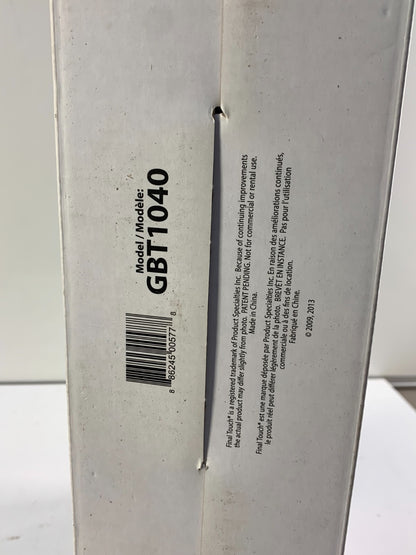 Model / Modèle:
GBT1040
8 86245 00577 8
Final Touch® is a registered trademark of Product Specialties Inc. Because of continuing improvements
the actual product may differ slightly from photo. PATENT PENDING. Not for commercial or rental use.
Made in China.
Final Touch® est une marque déposée par Product Specialties Inc. En raison des améliorations continués,
le produit réel peut différer légèrement de la photo. BREVET EN INSTANCE. Pas pour l'utilisation
commerciale ou à des fins de location.
Fabriqué en Chine.
© 2009, 2013